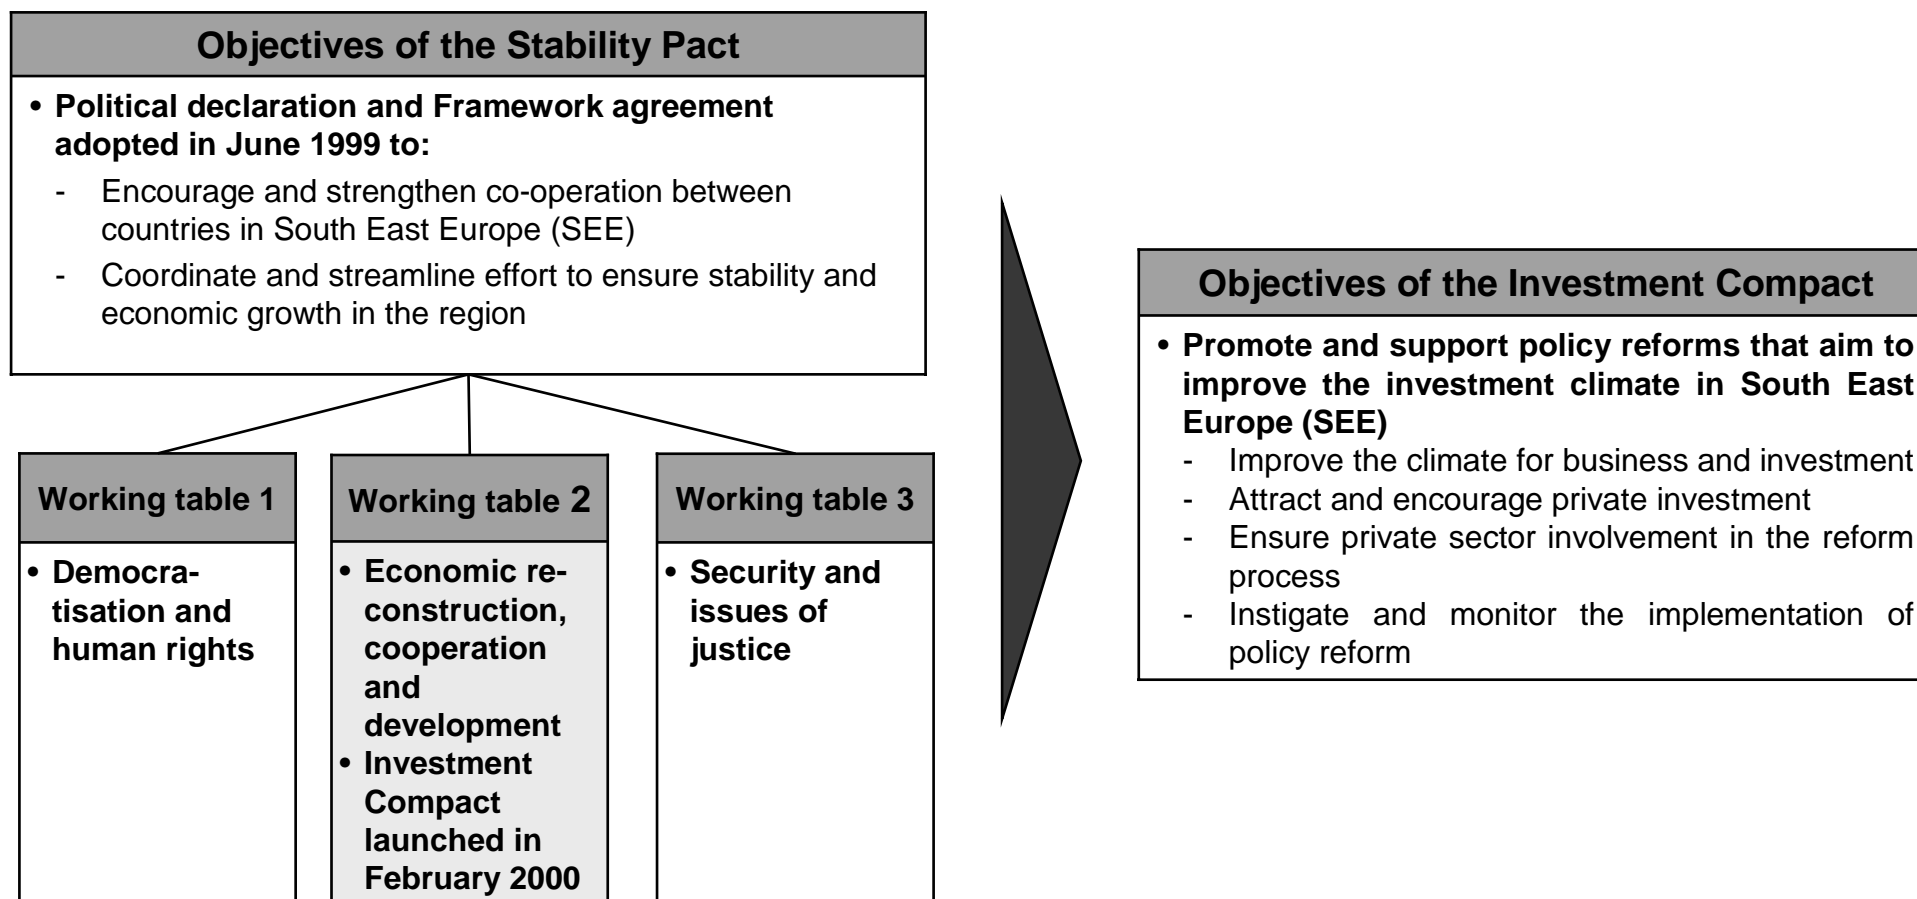 Objectives of the Stability Pact
• Political declaration and Framework agreement
adopted in June 1999 to:
- Encourage and strengthen co-operation between
countries in South East Europe (SEE)
- Coordinate and streamline effort to ensure stability and
economic growth in the region
Working table 1
• Democra-
tisation and
human rights
Working table 2
• Economic re-
construction,
cooperation
and
development
• Investment
Compact
launched in
February 2000
Working table 3
• Security and
issues of
justice
Objectives of the Investment Compact
• Promote and support policy reforms that aim to
improve the investment climate in South East
Europe (SEE)
- Improve the climate for business and investment
- Attract and encourage private investment
- Ensure private sector involvement in the reform
process
- Instigate and monitor the implementation of
policy reform